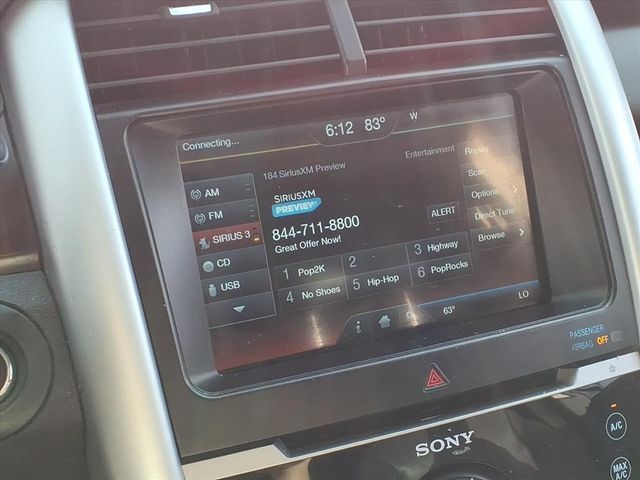 W
6:12 83°
Connecting...
184 SiriusXM Preview
Entertainment
Replay
AM
SIRIUSXM
PREVIEW
Scan
FM
844-711-8800
ALERT
Options
SIRIUS 3
Great Offer Now!
Direct Tune
CD
1 Pop2K
2
3 Highway
Browse
USB
4 No Shoes
5 Hip-Hop
6 PopRocks
i
63°
LO
PASSENGER
AIRBAG OFF
SONY
A/C
MAX
A/C